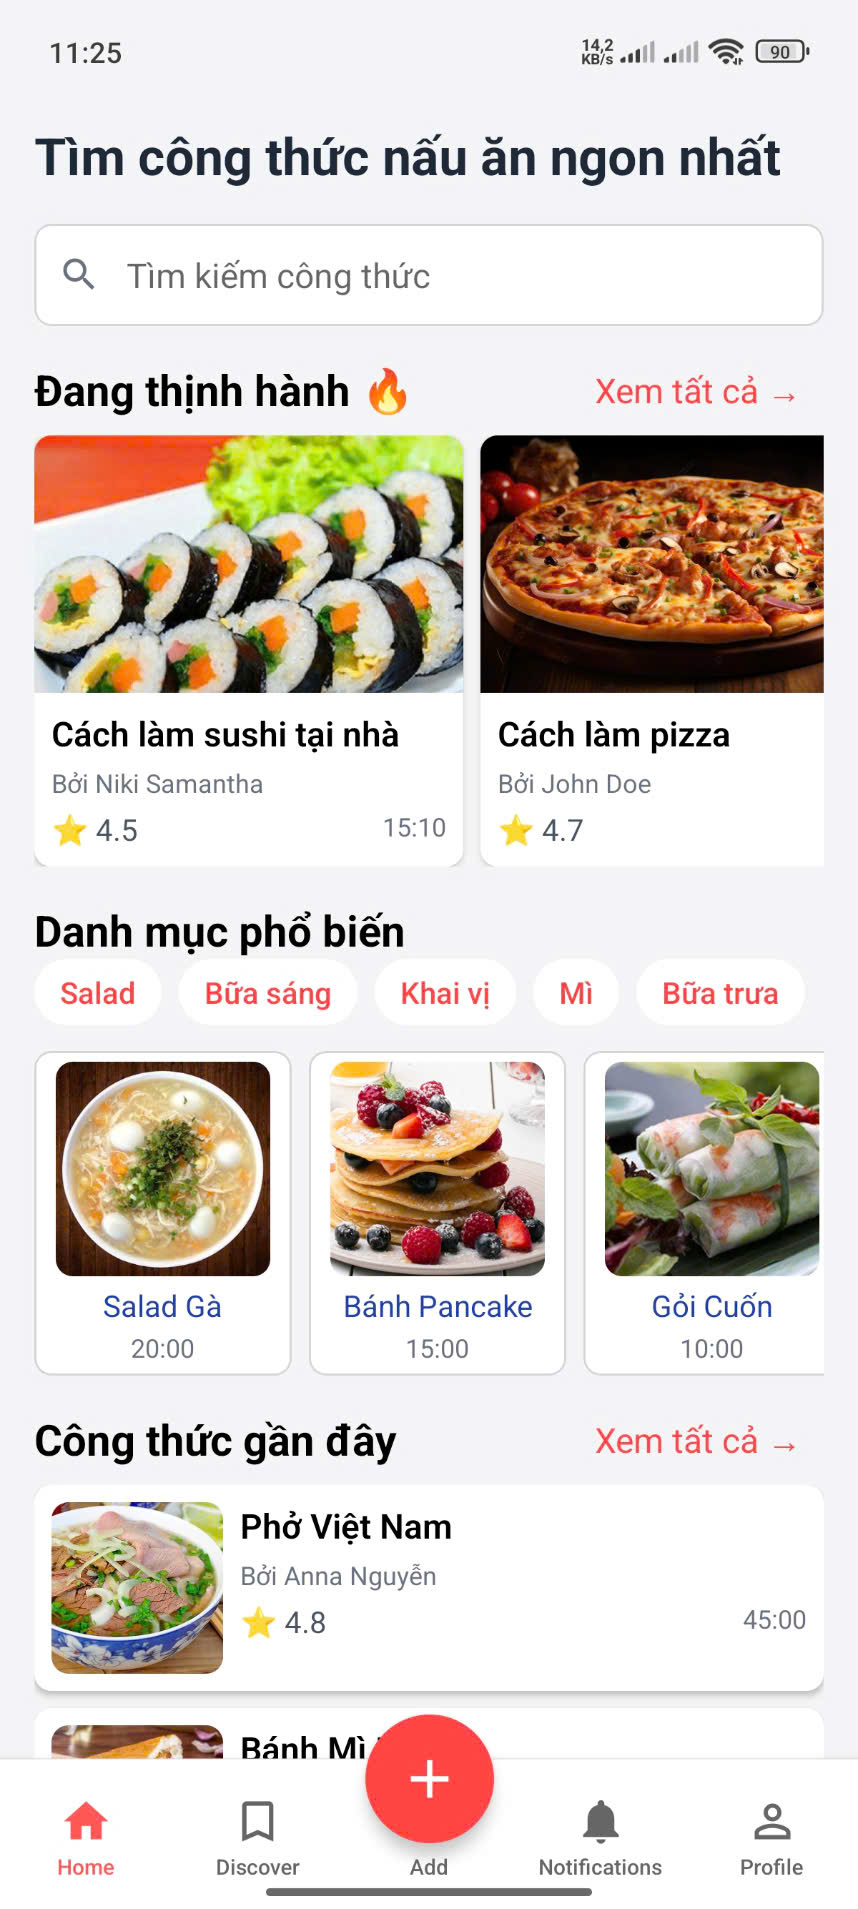 11:25
14,2
KB/s
90
Tìm công thức nấu ăn ngon nhất
Tìm kiếm công thức
Đang thịnh hành 🔥 Xem tất cả →
Cách làm sushi tại nhà
Bởi Niki Samantha
⭐ 4.5 15:10
Cách làm pizza
Bởi John Doe
⭐ 4.7
Danh mục phổ biến
Salad Bữa sáng Khai vị Mì Bữa trưa
Salad Gà
20:00
Bánh Pancake
15:00
Gỏi Cuốn
10:00
Công thức gần đây Xem tất cả →
Phở Việt Nam
Bởi Anna Nguyễn
⭐ 4.8 45:00
Bánh Mì
+
Home Discover Add Notifications Profile